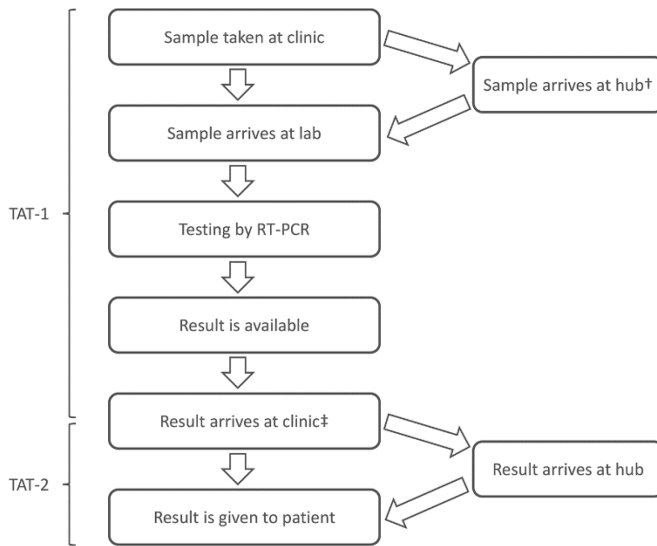 Sample taken at clinic
Sample arrives at hub†
Sample arrives at lab
TAT-1
Testing by RT-PCR
Result is available
Result arrives at clinic‡
Result arrives at hub
TAT-2
Result is given to patient